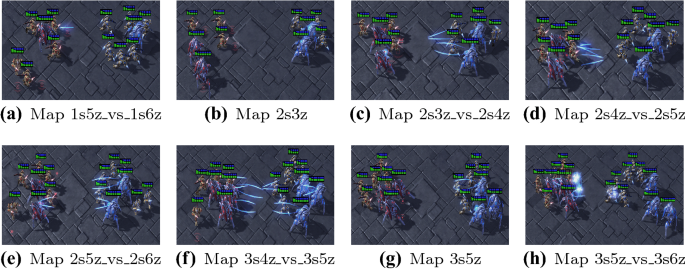 (a) Map 1s5z_vs_1s6z
(b) Map 2s3z
(c) Map 2s3z_vs_2s4z
(d) Map 2s4z_vs_2s5z
(e) Map 2s5z_vs_2s6z
(f) Map 3s4z_vs_3s5z
(g) Map 3s5z
(h) Map 3s5z_vs_3s6z